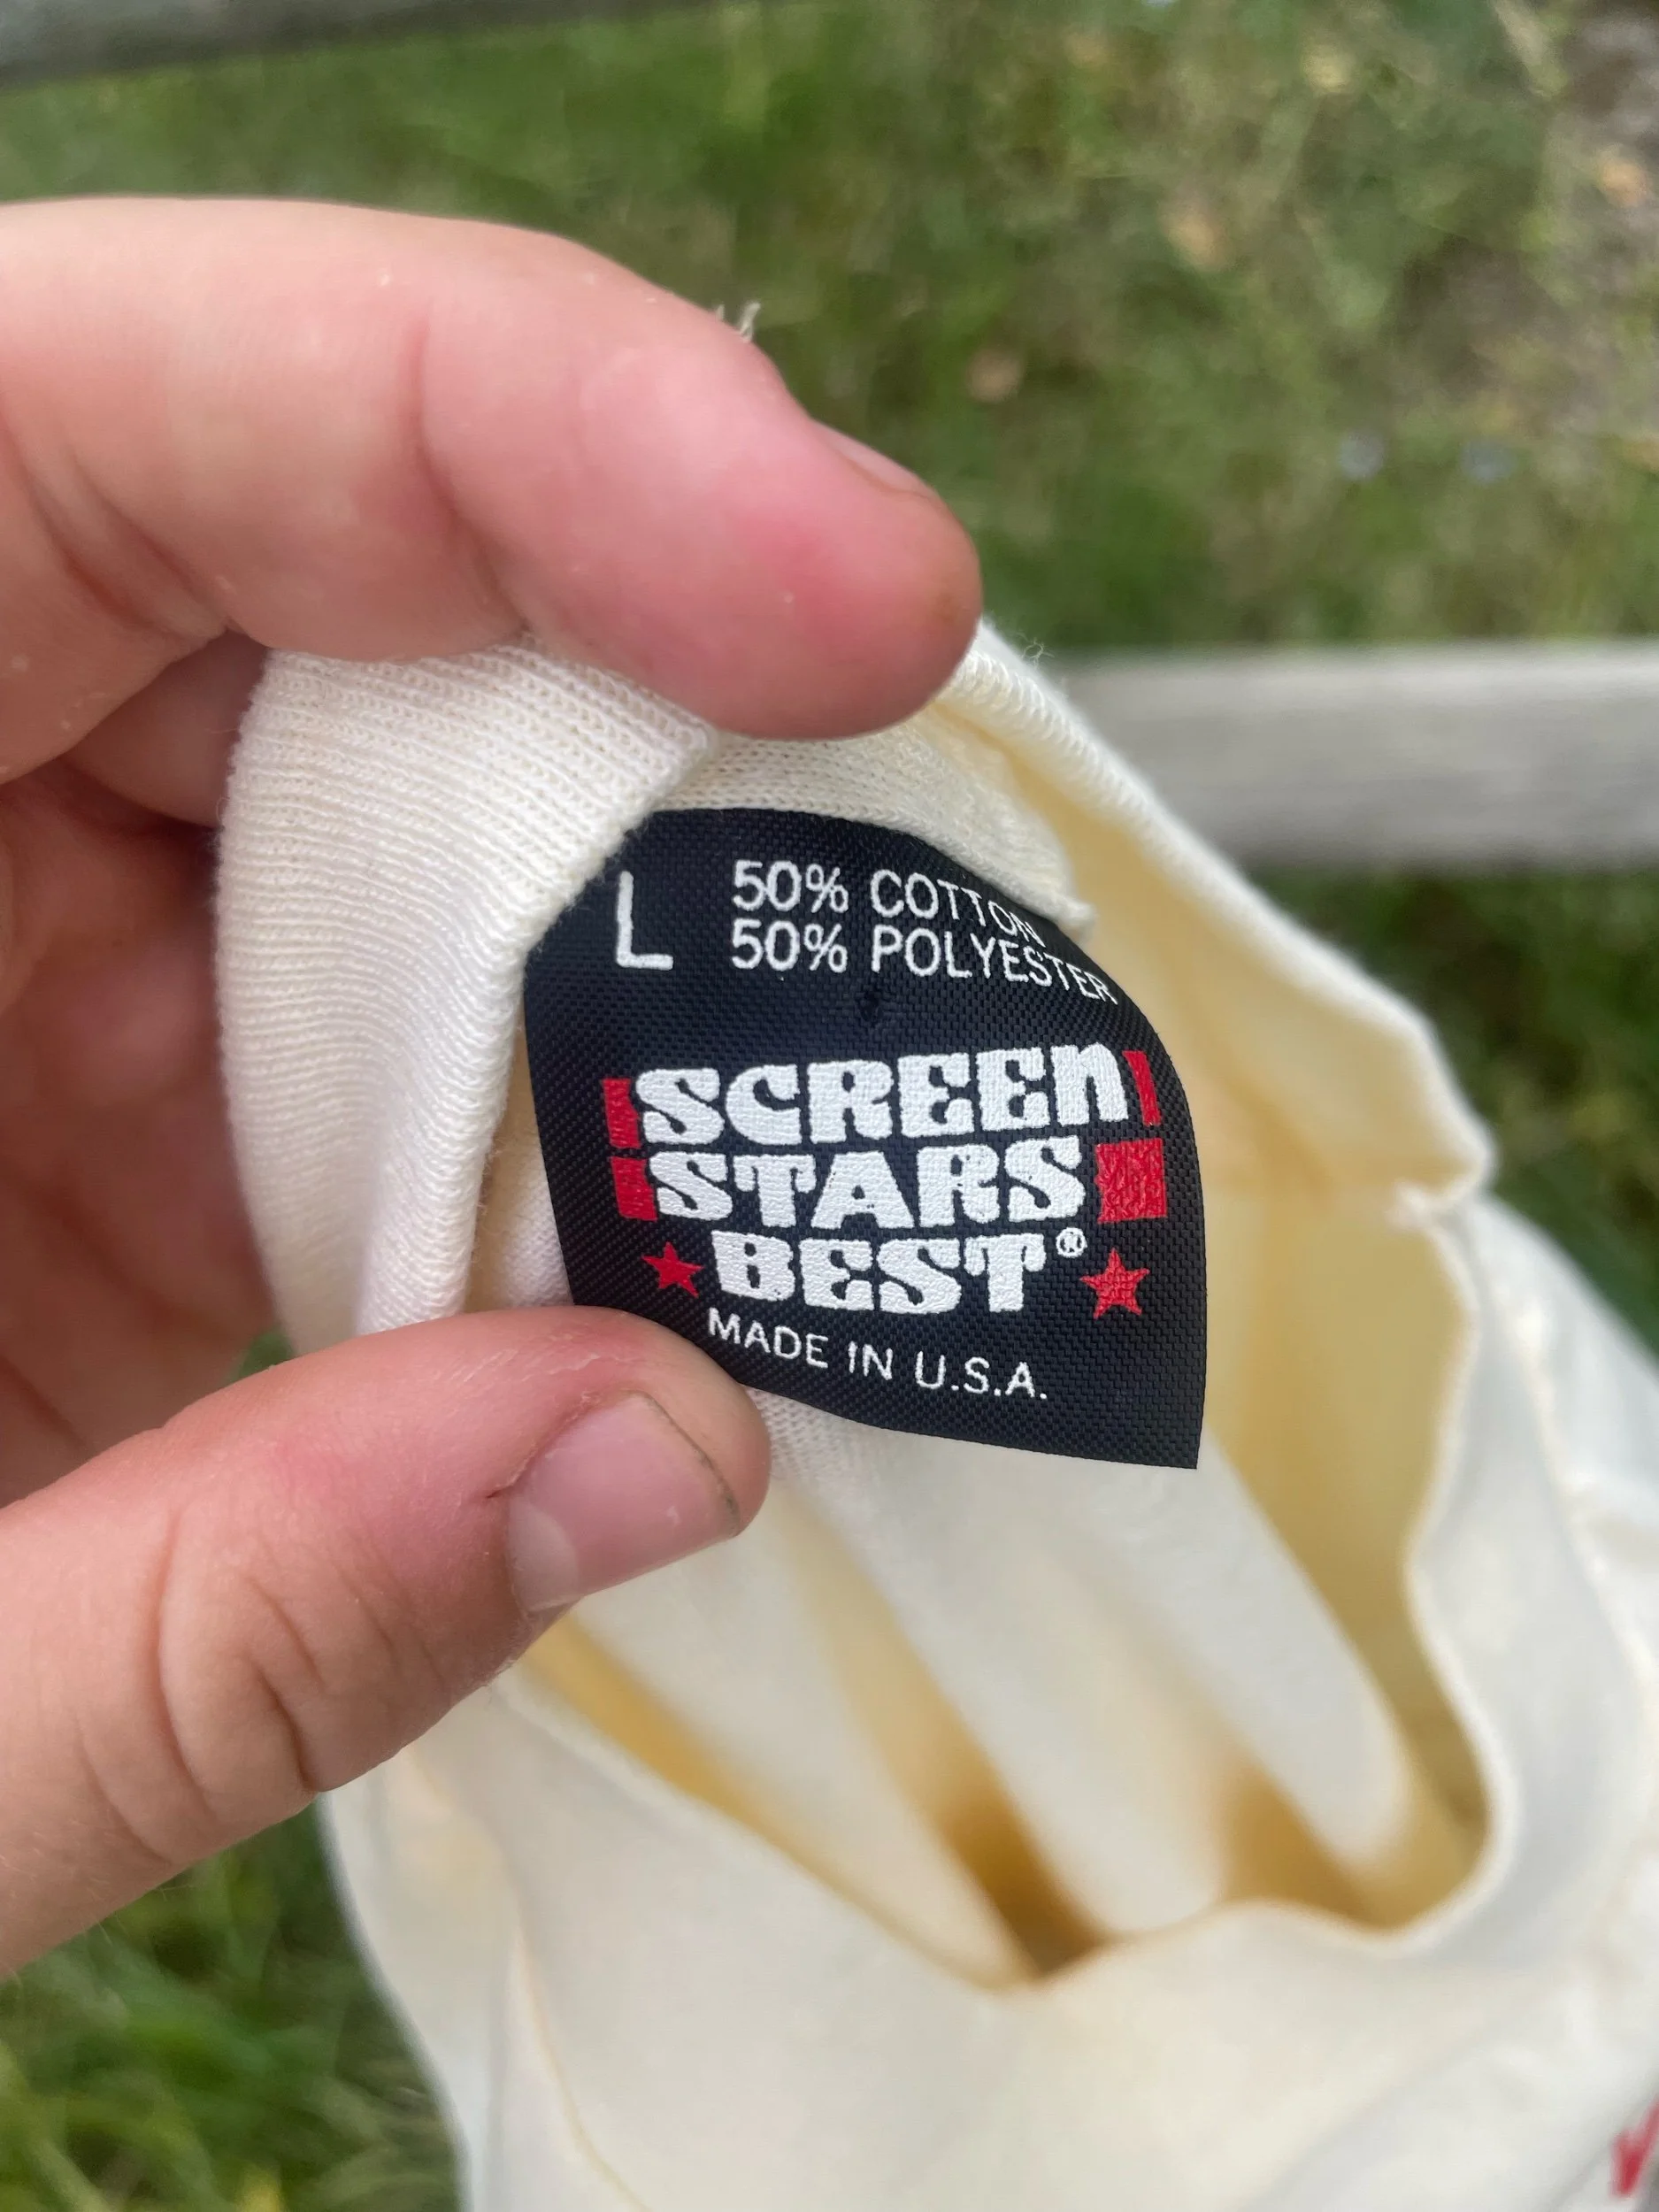 L
50% COTTON
50% POLYESTER
SCREEN
STARS
BEST®
MADE IN U.S.A.